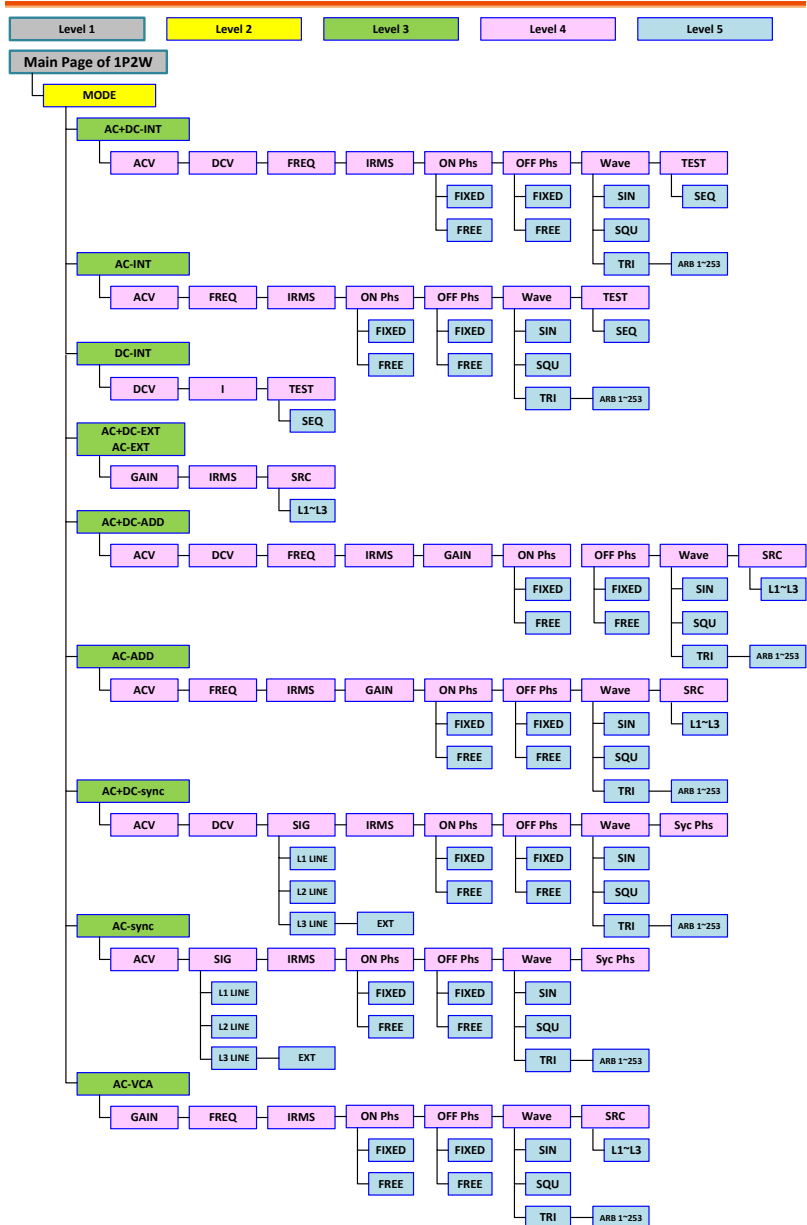 Level 1 Level 2 Level 3 Level 4 Level 5
Main Page of 1P2W
MODE
AC+DC-INT
ACV DCV FREQ IRMS ON Phs OFF Phs Wave TEST
FIXED FIXED SIN SEQ
FREE FREE SQU
TRI ARB 1~253
AC-INT
ACV FREQ IRMS ON Phs OFF Phs Wave TEST
FIXED FIXED SIN SEQ
FREE FREE SQU
TRI ARB 1~253
DC-INT
DCV I TEST
SEQ
AC+DC-EXT
AC-EXT
GAIN IRMS SRC
L1~L3
AC+DC-ADD
ACV DCV FREQ IRMS GAIN ON Phs OFF Phs Wave SRC
FIXED FIXED SIN L1~L3
FREE FREE SQU
TRI ARB 1~253
AC-ADD
ACV FREQ IRMS GAIN ON Phs OFF Phs Wave SRC
FIXED FIXED SIN L1~L3
FREE FREE SQU
TRI ARB 1~253
AC+DC-sync
ACV DCV SIG IRMS ON Phs OFF Phs Wave Syc Phs
L1 LINE FIXED FIXED SIN
L2 LINE FREE FREE SQU
L3 LINE EXT TRI ARB 1~253
AC-sync
ACV SIG IRMS ON Phs OFF Phs Wave Syc Phs
L1 LINE FIXED FIXED SIN
L2 LINE FREE FREE SQU
L3 LINE EXT TRI ARB 1~253
AC-VCA
GAIN FREQ IRMS ON Phs OFF Phs Wave SRC
FIXED FIXED SIN L1~L3
FREE FREE SQU
TRI ARB 1~253